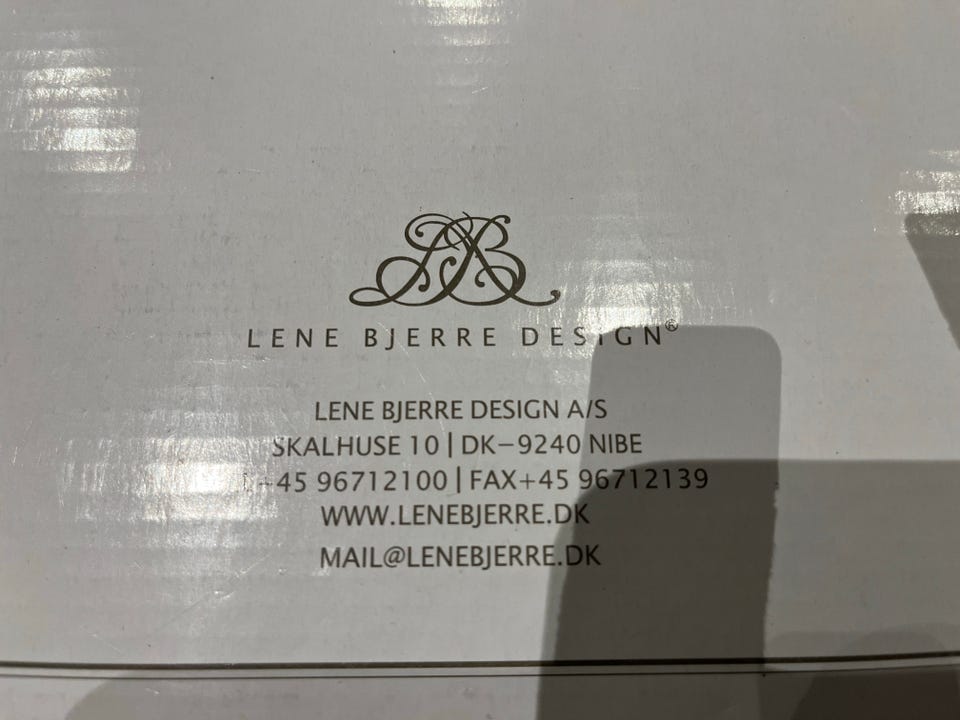 LENE BJERRE DESIGN®
LENE BJERRE DESIGN A/S
SKALHUSE 10 | DK–9240 NIBE
+45 96712100 | FAX+45 96712139
WWW.LENEBJERRE.DK
MAIL@LENEBJERRE.DK